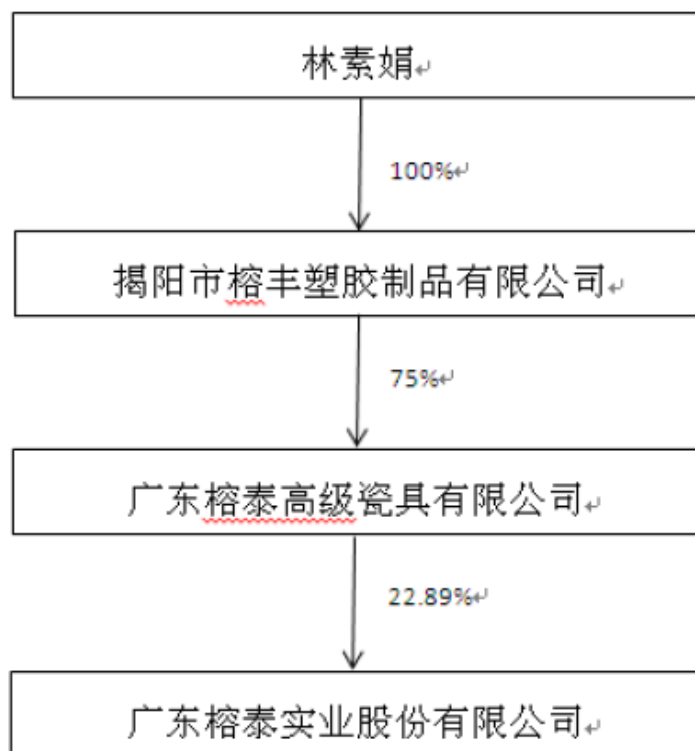 林素娟
100%
揭阳市榕丰塑胶制品有限公司
75%
广东榕泰高级瓷具有限公司
22.89%
广东榕泰实业股份有限公司